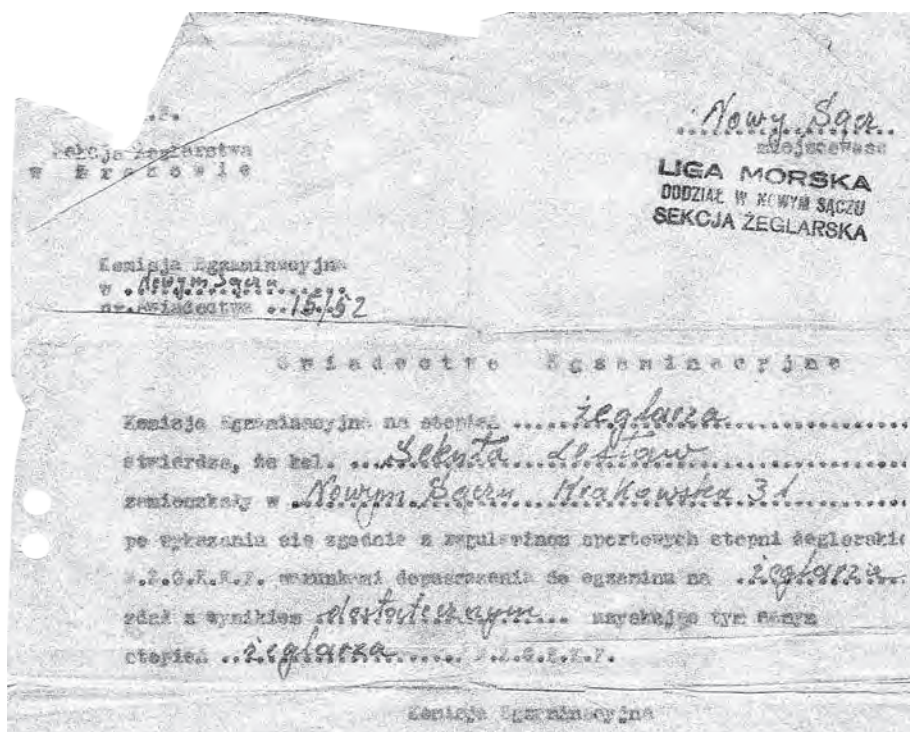 Nowy Sącz
miejscowość
LIGA MORSKA
ODDZIAŁ W NOWYM SĄCZU
SEKCJA ŻEGLARSKA
Sekcja Żeglarstwa
w Krakowie
Komisja Egzaminacyjna
w Nowym Sączu
nr. świadectwa 15/52
Świadectwo Egzaminacyjne
Komisja Egzaminacyjna na stopień żeglarza
stwierdza, że kol. Sekuła Lesław
zamieszkały w Nowym Sączu Krakowska 31
po wykazaniu się zgodnie z regulaminem sportowych stopni żeglarskic
warunkami dopuszczenia do egzaminu na żeglarza
zdał z wynikiem dostatecznym uzyskując tym samym
stopień żeglarza
Komisja Egzaminacyjna